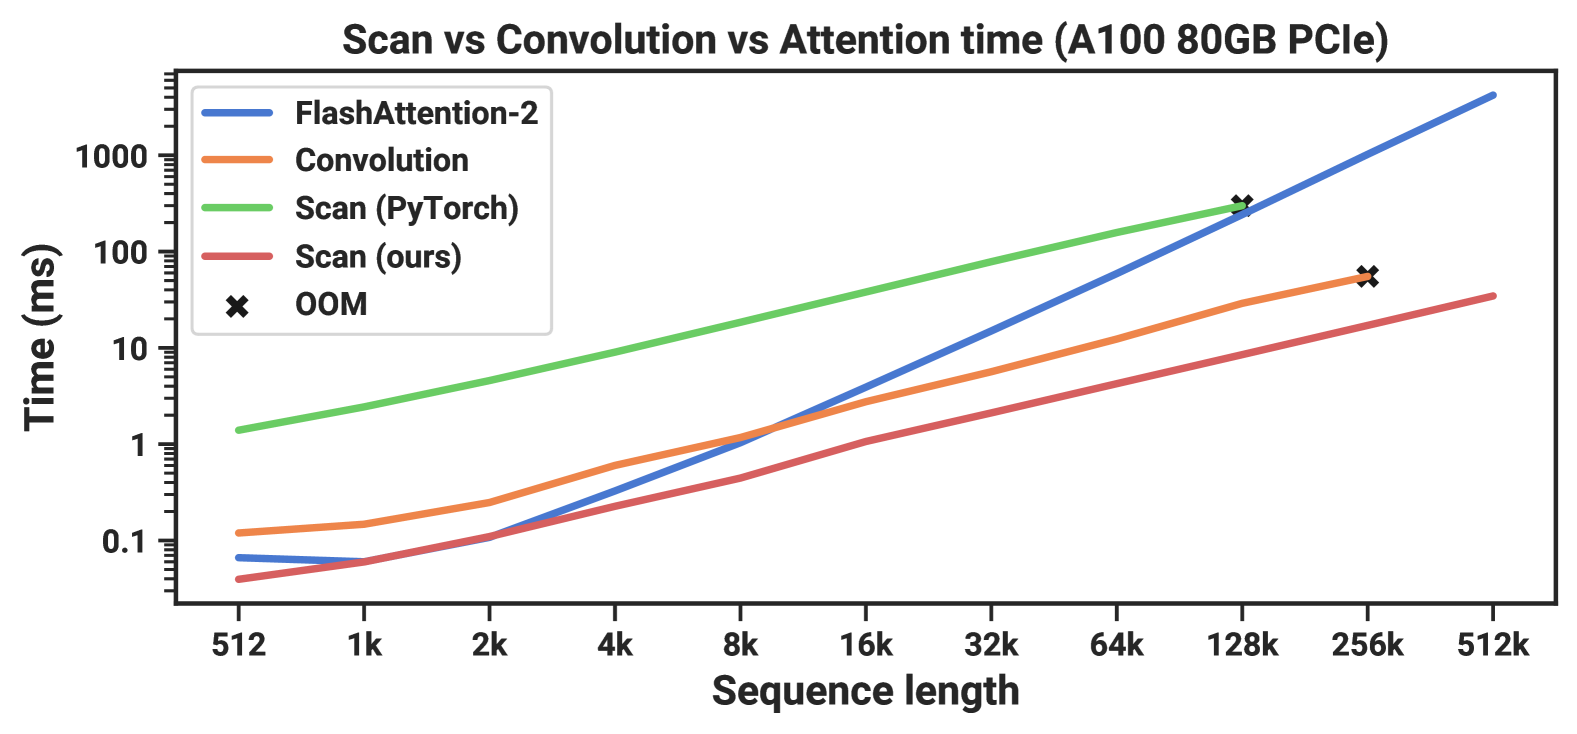 Scan vs Convolution vs Attention time (A100 80GB PCIe)
FlashAttention-2
Convolution
Scan (PyTorch)
Scan (ours)
OOM
Time (ms)
1000
100
10
1
0.1
512 1k 2k 4k 8k 16k 32k 64k 128k 256k 512k
Sequence length